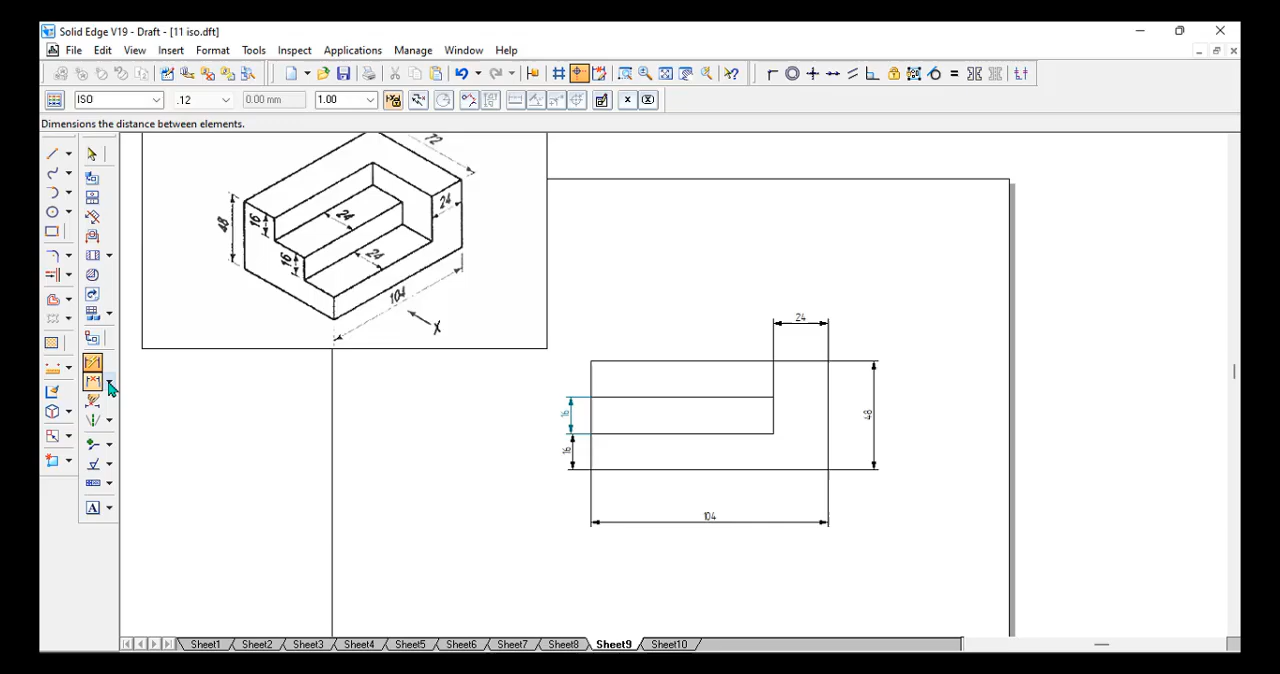 Solid Edge V19 - Draft - [11 iso.dft]
File Edit View Insert Format Tools Inspect Applications Manage Window Help
ISO .12 0.00 mm 1.00
Dimensions the distance between elements.
72
24
16
48
24
16
24
104
X
24
16
48
16
104
A
Sheet1 Sheet2 Sheet3 Sheet4 Sheet5 Sheet6 Sheet7 Sheet8 Sheet9 Sheet10